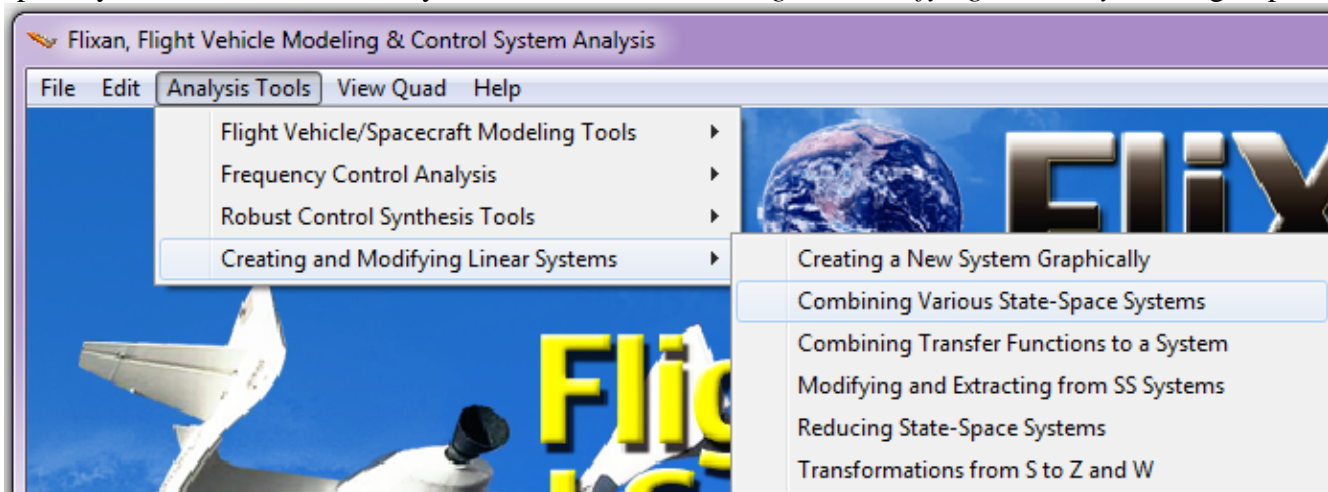 Flixan, Flight Vehicle Modeling & Control System Analysis
File Edit Analysis Tools View Quad Help
Flight Vehicle/Spacecraft Modeling Tools
Frequency Control Analysis
Robust Control Synthesis Tools
Creating and Modifying Linear Systems
Creating a New System Graphically
Combining Various State-Space Systems
Combining Transfer Functions to a System
Modifying and Extracting from SS Systems
Reducing State-Space Systems
Transformations from S to Z and W
FliX
Flig